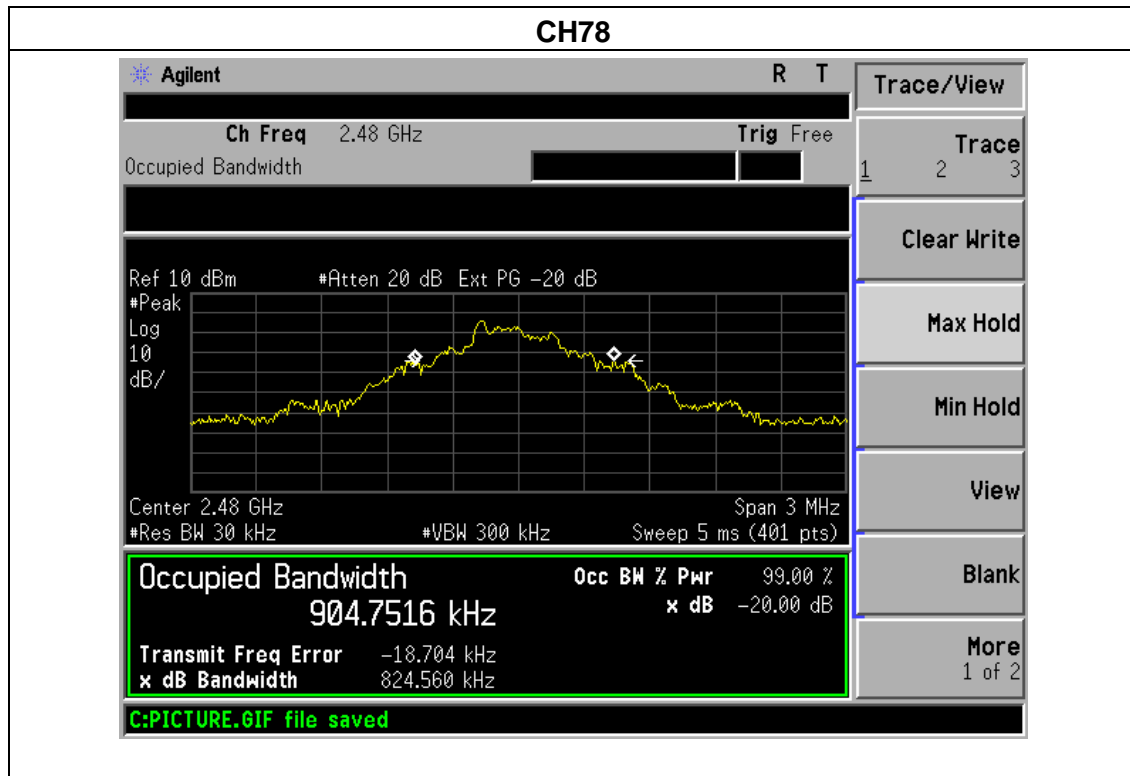 CH78
Agilent R T
Trace/View
Ch Freq 2.48 GHz Trig Free
Occupied Bandwidth
Trace
1 2 3
Clear Write
Ref 10 dBm #Atten 20 dB Ext PG -20 dB
#Peak
Log
10
dB/
Max Hold
Min Hold
View
Center 2.48 GHz Span 3 MHz
#Res BW 30 kHz #VBW 300 kHz Sweep 5 ms (401 pts)
Occupied Bandwidth Occ BW % Pwr 99.00 %
904.7516 kHz x dB -20.00 dB
Blank
Transmit Freq Error -18.704 kHz
x dB Bandwidth 824.560 kHz
More
1 of 2
C:PICTURE.GIF file saved